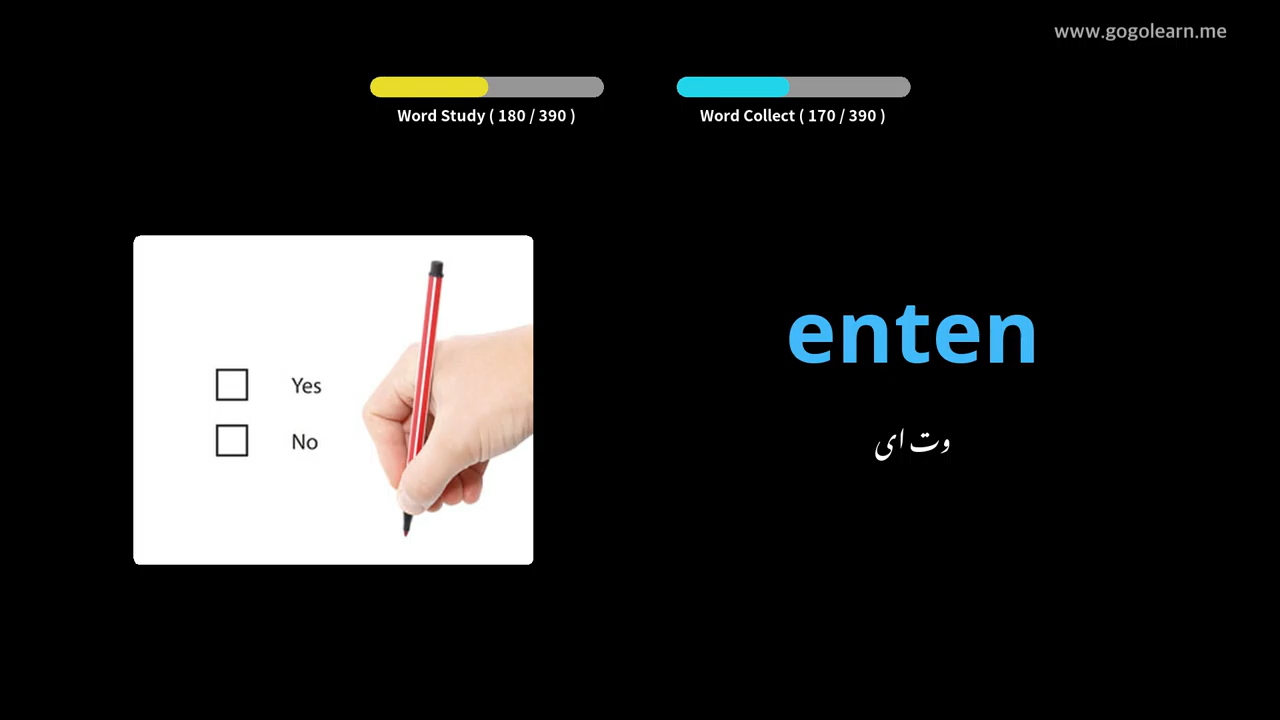 www.gogolearn.me
Word Study ( 180 / 390 )
Word Collect ( 170 / 390 )
Yes
No
enten
وت ای